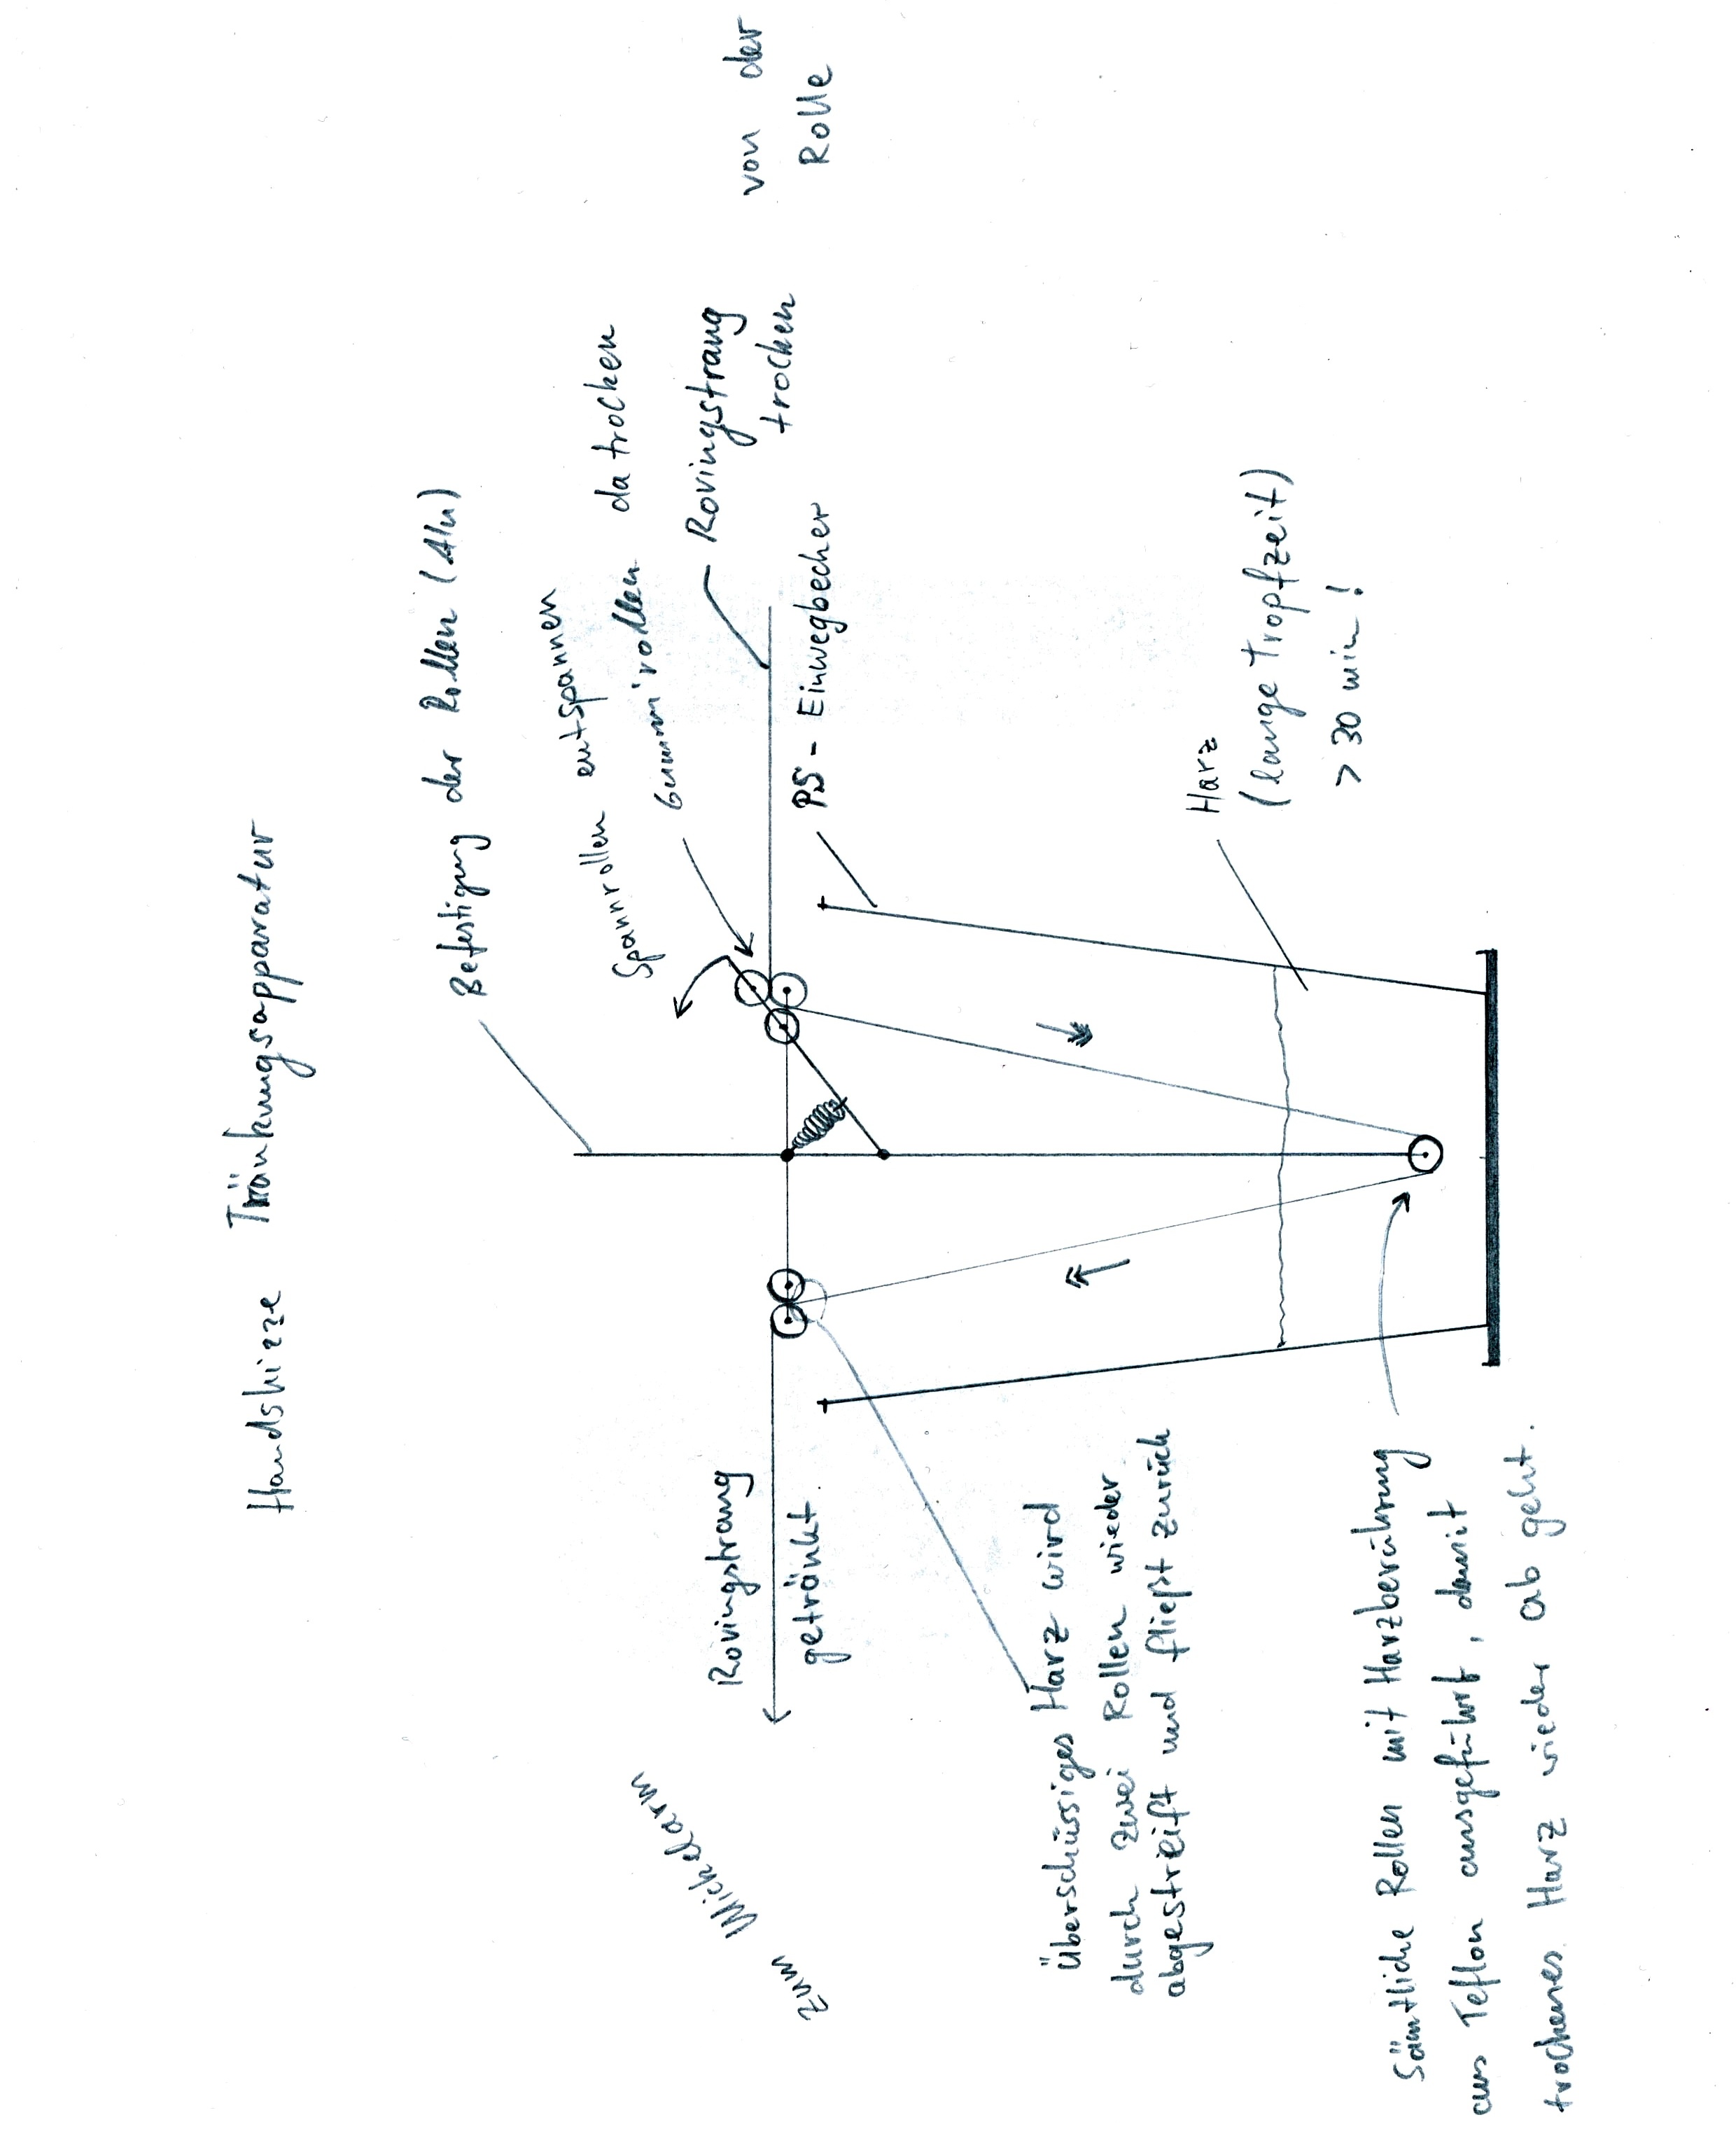 Handskizze Tränkungsapparatur
Befestigung der Rollen (Alu)
Spannrollen entspannen
Gummirollen da trocken
Rovingstrang
trocken
von der
Rolle
PS - Einwegbecher
Harz
(lange Tropfzeit)
> 30 min !
Rovingstrang
getränkt
zum Wickelarm
Überschüssiges Harz wird
durch zwei Rollen wieder
abgestreift und fließt zurück
Sämtliche Rollen mit Harzberührung
aus Teflon ausgeführt, damit
trockenes Harz wieder ab geht.